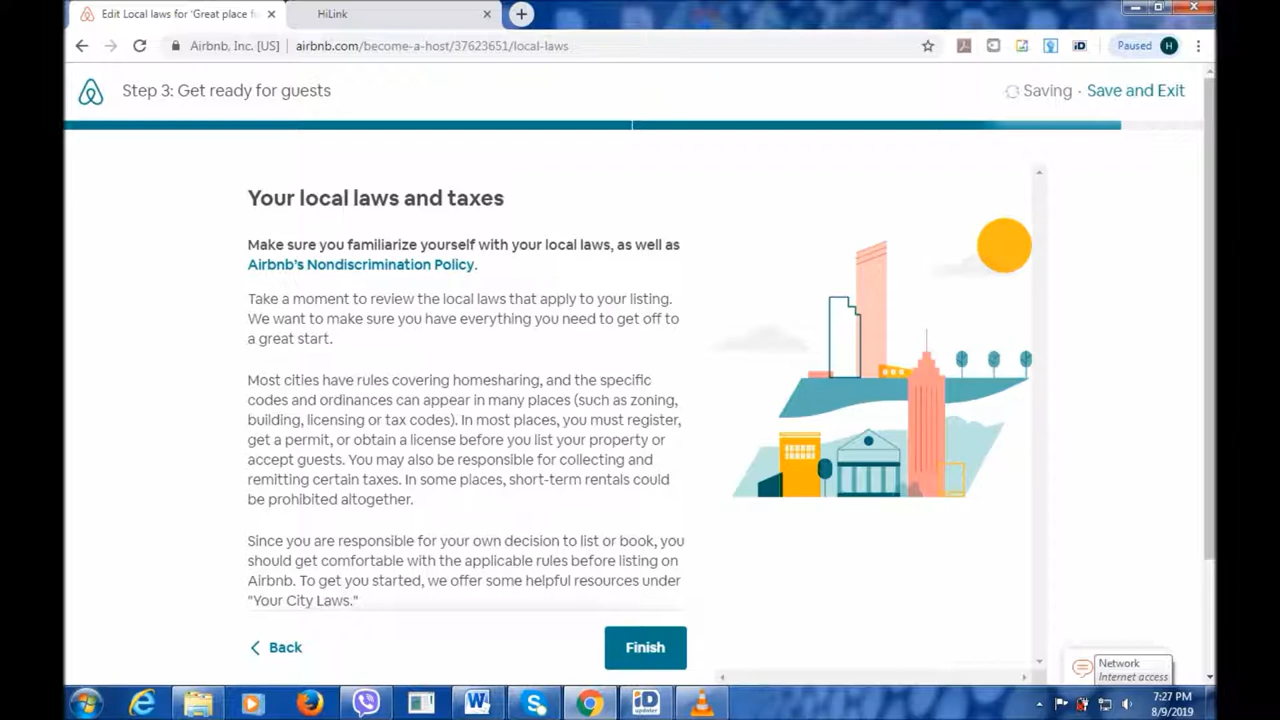 Edit Local laws for 'Great place f
HiLink
Airbnb, Inc. [US]
airbnb.com/become-a-host/37623651/local-laws
Paused
H
Step 3: Get ready for guests
Saving · Save and Exit
Your local laws and taxes
Make sure you familiarize yourself with your local laws, as well as
Airbnb's Nondiscrimination Policy.
Take a moment to review the local laws that apply to your listing.
We want to make sure you have everything you need to get off to
a great start.
Most cities have rules covering homesharing, and the specific
codes and ordinances can appear in many places (such as zoning,
building, licensing or tax codes). In most places, you must register,
get a permit, or obtain a license before you list your property or
accept guests. You may also be responsible for collecting and
remitting certain taxes. In some places, short-term rentals could
be prohibited altogether.
Since you are responsible for your own decision to list or book, you
should get comfortable with the applicable rules before listing on
Airbnb. To get you started, we offer some helpful resources under
"Your City Laws."
Back
Finish
Network
Internet access
iD updater
7:27 PM
8/9/2019